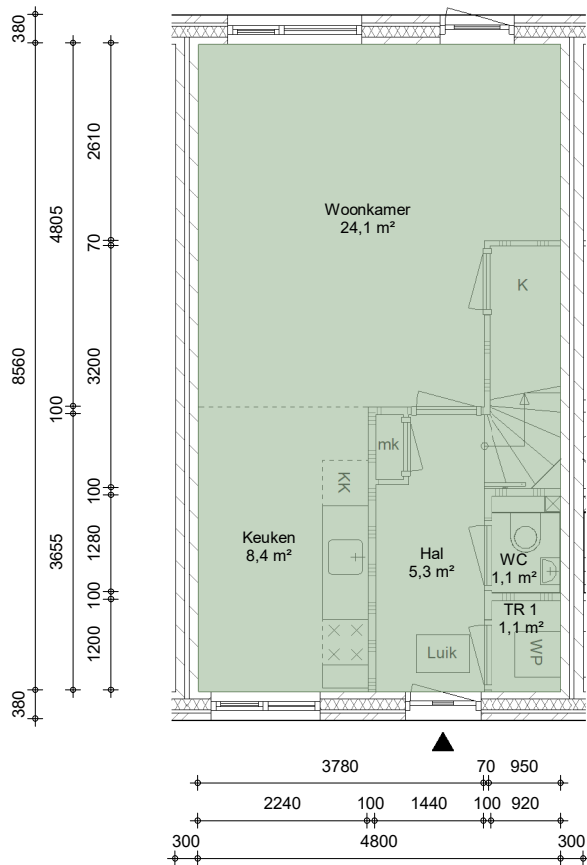 380
2610
4805
70
8560
3200
100
100
3655
1280
100
1200
380
Woonkamer
24,1 m²
K
mk
KK
Keuken
8,4 m²
Hal
5,3 m²
WC
1,1 m²
TR 1
1,1 m²
WP
Luik
3780 70 950
2240 100 1440 100 920
300 4800 300